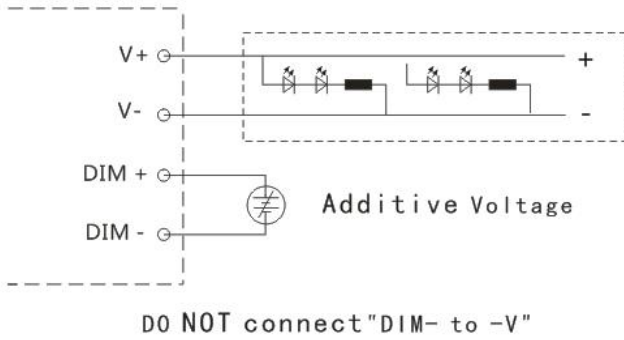 V+
+
V-
-
DIM +
Additive Voltage
DIM -
DO NOT connect"DIM- to -V"